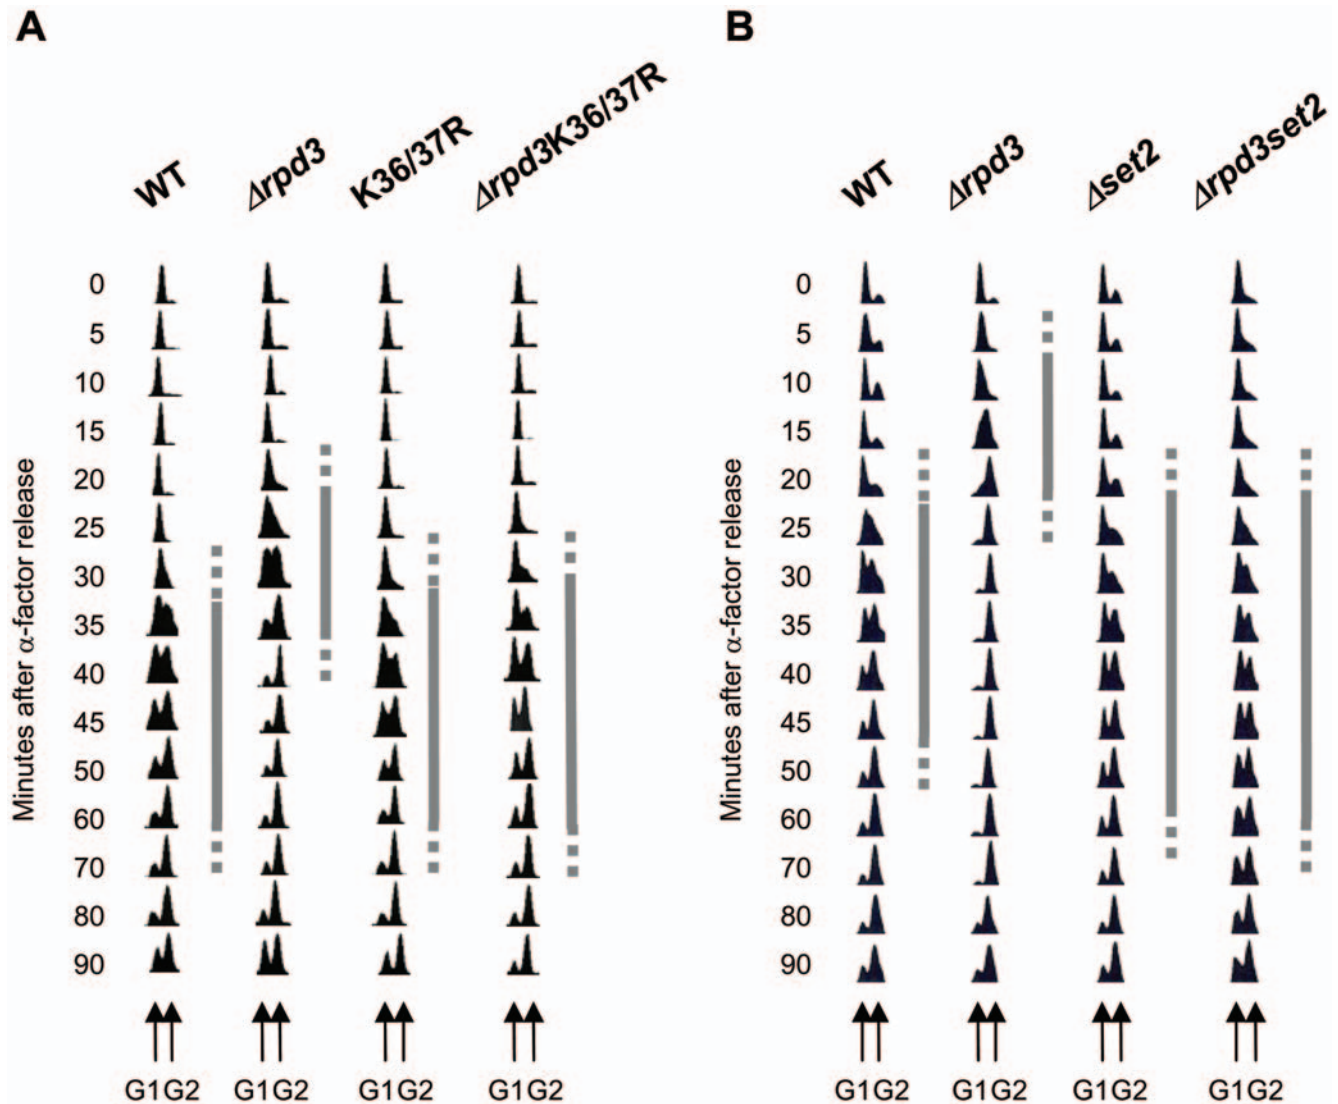 A
B
WT
Δrpd3
K36/37R
Δrpd3K36/37R
WT
Δrpd3
Δset2
Δrpd3set2
Minutes after α-factor release
0
5
10
15
20
25
30
35
40
45
50
60
70
80
90
G1G2
G1G2
G1G2
G1G2
Minutes after α-factor release
0
5
10
15
20
25
30
35
40
45
50
60
70
80
90
G1G2
G1G2
G1G2
G1G2